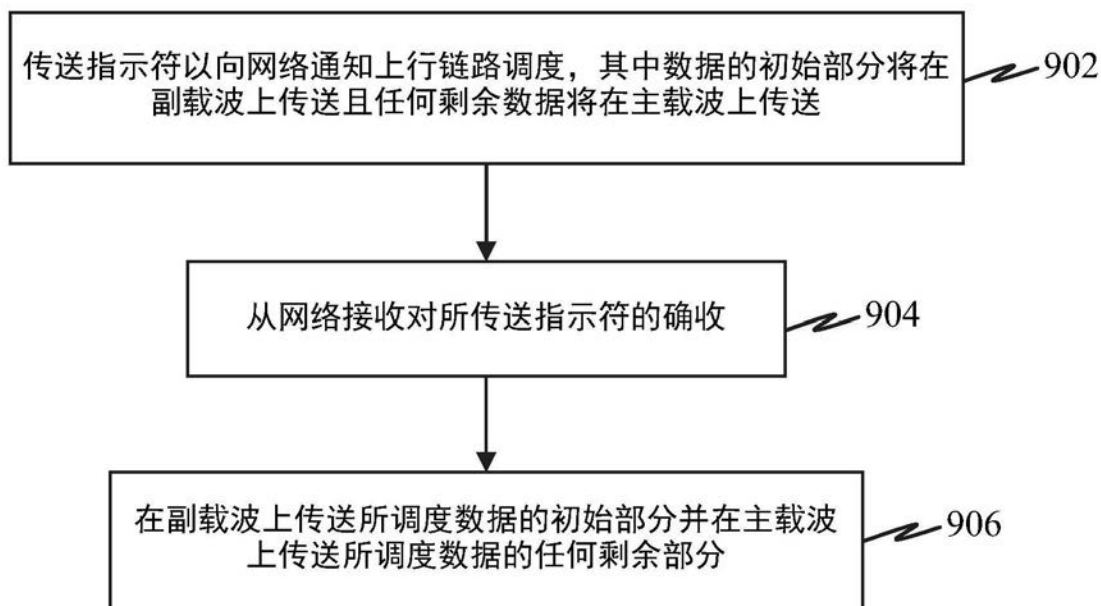 传送指示符以向网络通知上行链路调度，其中数据的初始部分将在
副载波上传送且任何剩余数据将在主载波上传送
902
从网络接收对所传送指示符的确收
904
在副载波上传送所调度数据的初始部分并在主载波
上传送所调度数据的任何剩余部分
906